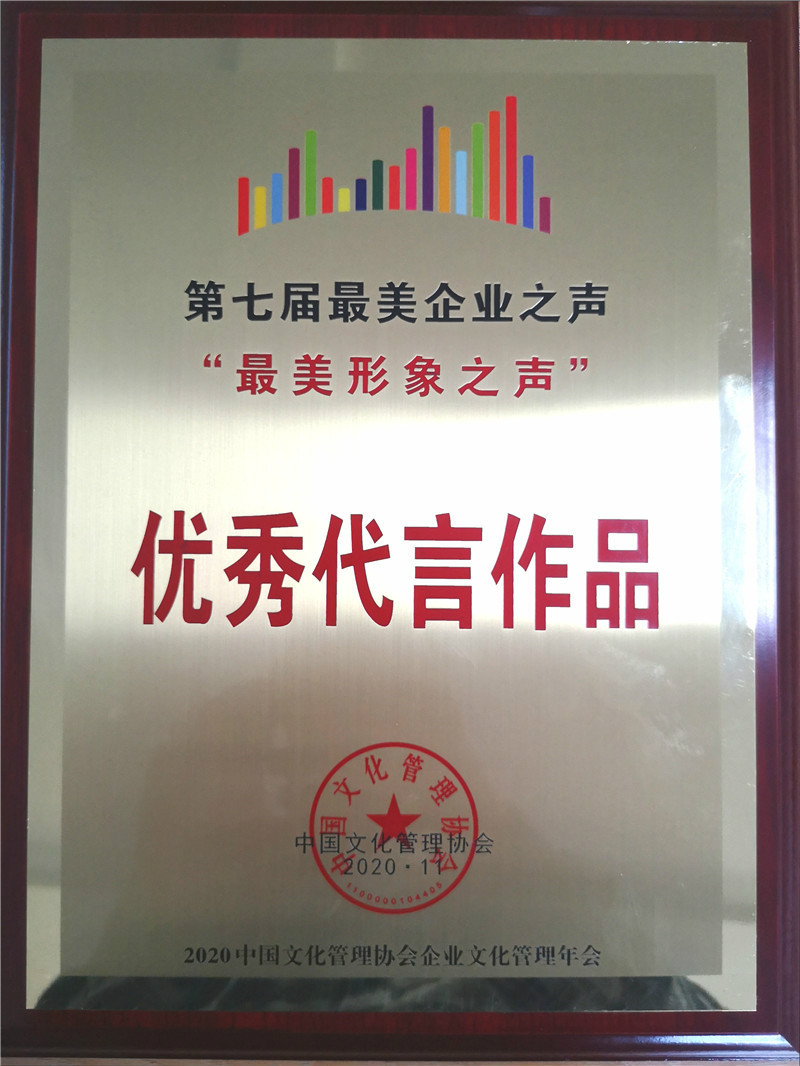 第七届最美企业之声
“最美形象之声”
优秀代言作品
中国文化管理协会
中国文化管理协会
2020·11
1100000184405
2020中国文化管理协会企业文化管理年会